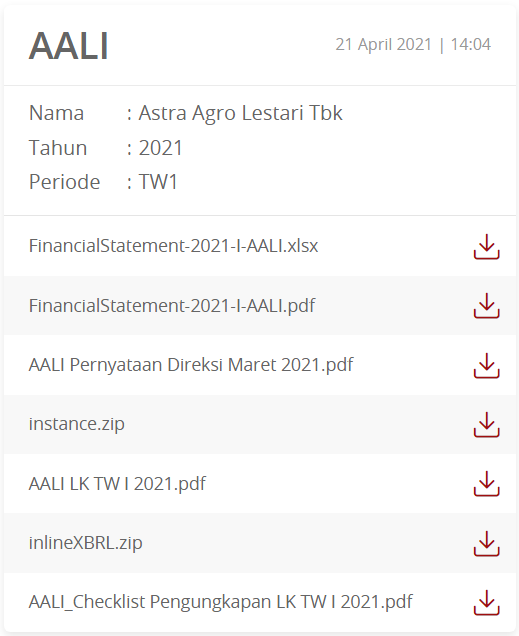 AALI
21 April 2021 | 14:04
Nama : Astra Agro Lestari Tbk
Tahun : 2021
Periode : TW1
FinancialStatement-2021-I-AALI.xlsx
FinancialStatement-2021-I-AALI.pdf
AALI Pernyataan Direksi Maret 2021.pdf
instance.zip
AALI LK TW I 2021.pdf
inlineXBRL.zip
AALI_Checklist Pengungkapan LK TW I 2021.pdf